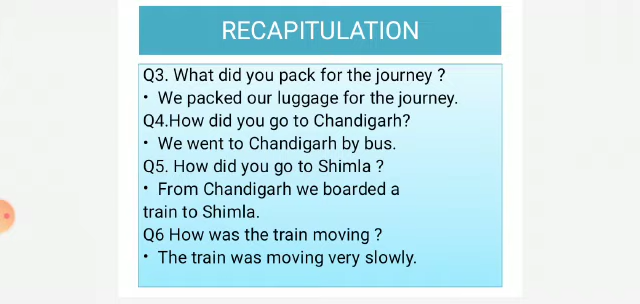 RECAPITULATION
Q3. What did you pack for the journey ?
• We packed our luggage for the journey.
Q4.How did you go to Chandigarh?
• We went to Chandigarh by bus.
Q5. How did you go to Shimla ?
• From Chandigarh we boarded a
train to Shimla.
Q6 How was the train moving ?
• The train was moving very slowly.